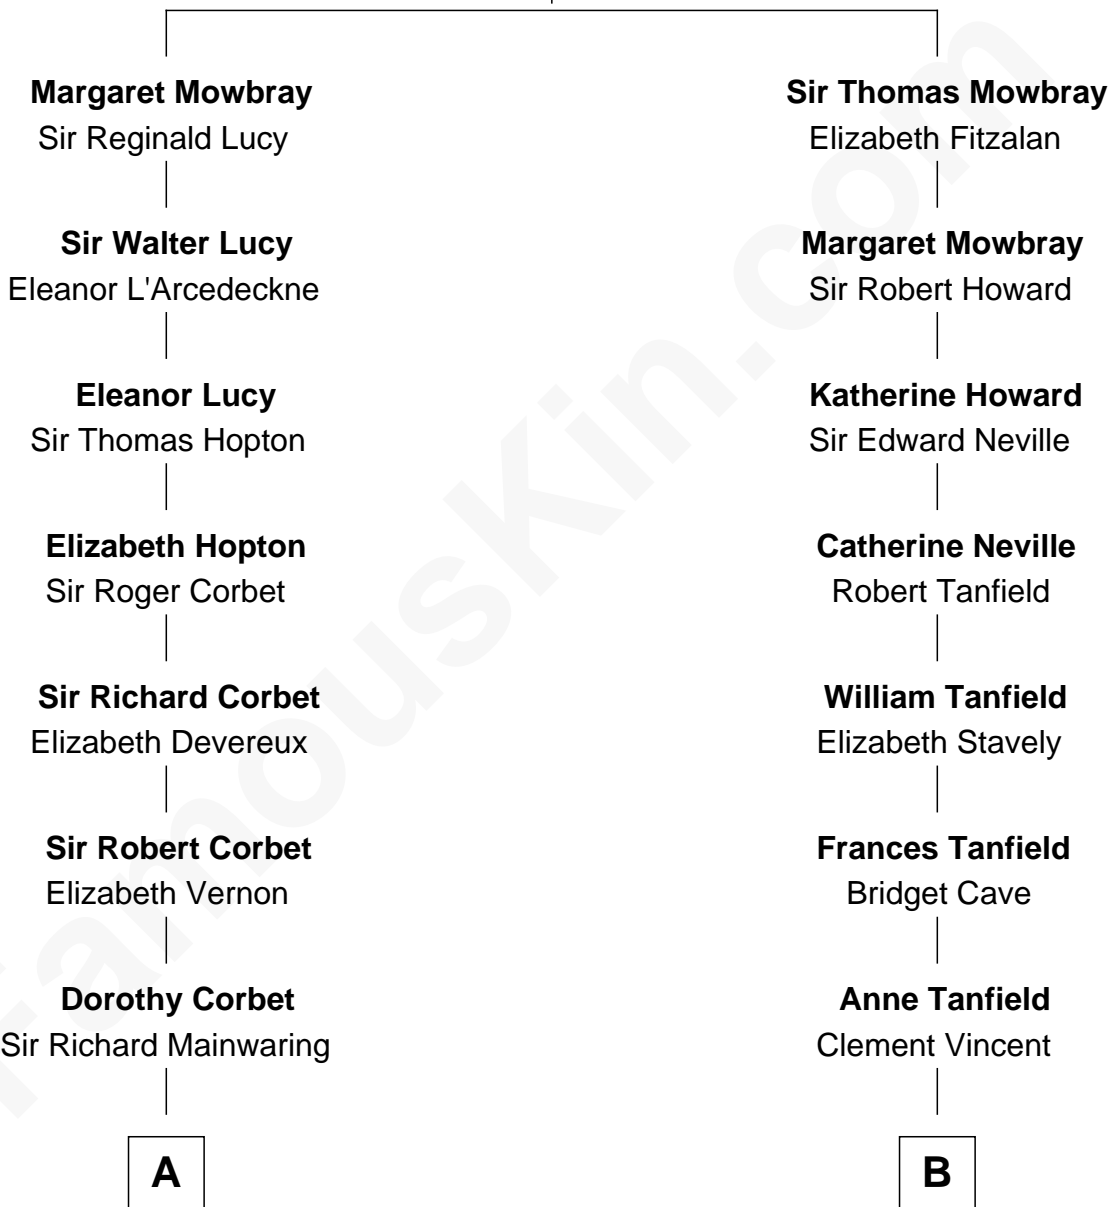 Margaret Mowbray
Sir Reginald Lucy
Sir Walter Lucy
Eleanor L'Arcedeckne
Eleanor Lucy
Sir Thomas Hopton
Elizabeth Hopton
Sir Roger Corbet
Sir Richard Corbet
Elizabeth Devereux
Sir Robert Corbet
Elizabeth Vernon
Dorothy Corbet
Sir Richard Mainwaring
A
Sir Thomas Mowbray
Elizabeth Fitzalan
Margaret Mowbray
Sir Robert Howard
Katherine Howard
Sir Edward Neville
Catherine Neville
Robert Tanfield
William Tanfield
Elizabeth Stavely
Frances Tanfield
Bridget Cave
Anne Tanfield
Clement Vincent
B
FamousKin.com